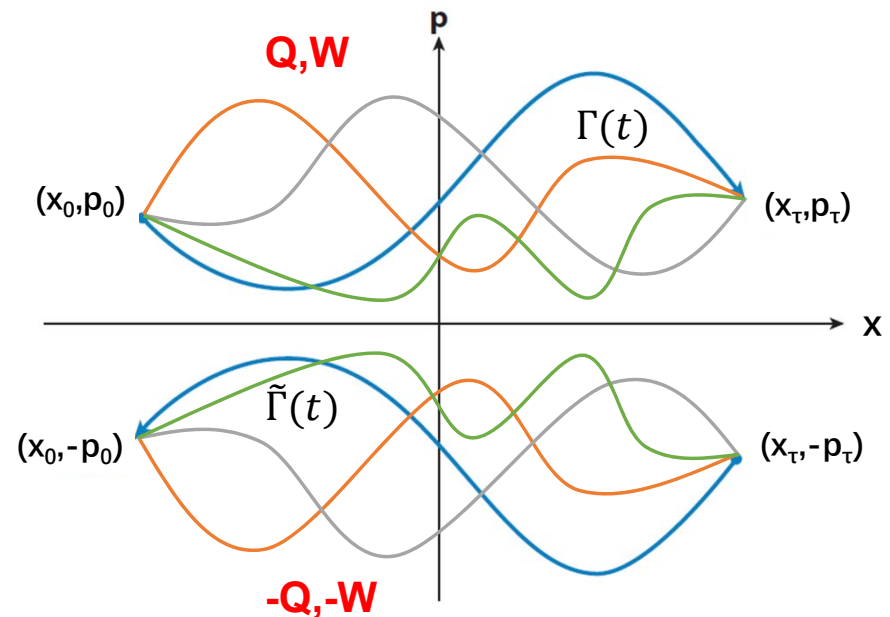 p
Q,W
Γ(t)
(x₀,p₀)
(xτ,pτ)
x
Γ̃(t)
(x₀,-p₀)
(xτ,-pτ)
-Q,-W